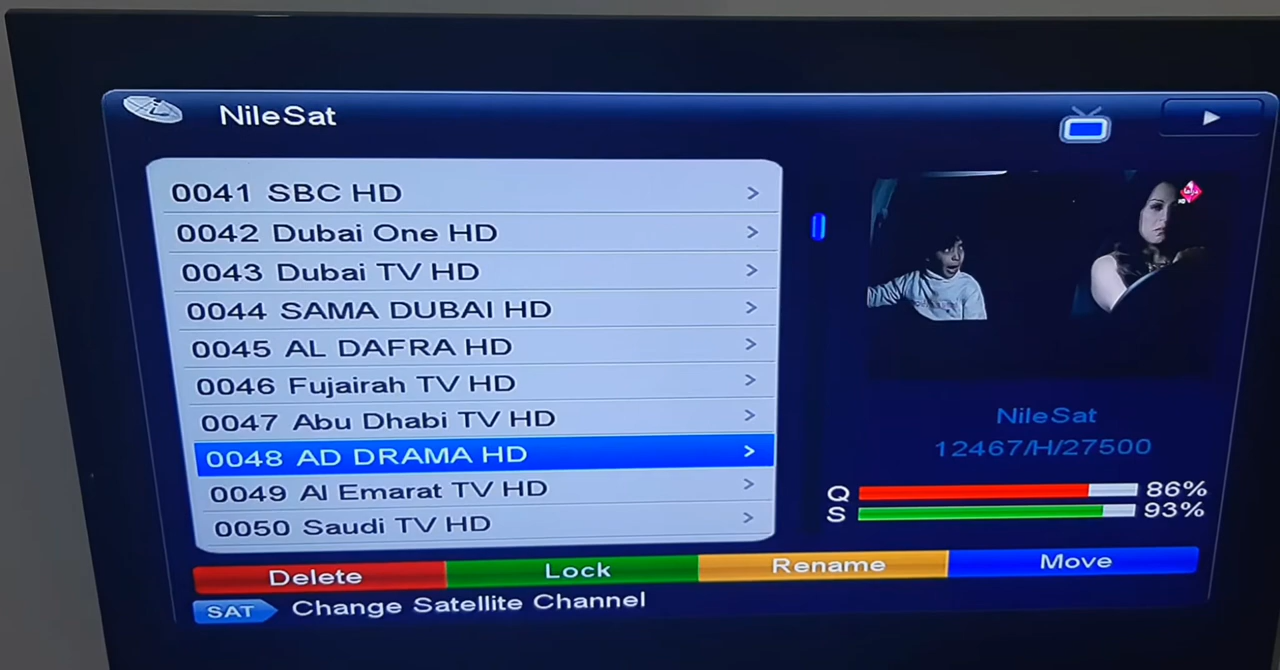 NileSat
0041 SBC HD
0042 Dubai One HD
0043 Dubai TV HD
0044 SAMA DUBAI HD
0045 AL DAFRA HD
0046 Fujairah TV HD
0047 Abu Dhabi TV HD
0048 AD DRAMA HD
0049 Al Emarat TV HD
0050 Saudi TV HD
دراما
HD
NileSat
12467/H/27500
Q 86%
S 93%
Delete Lock Rename Move
SAT Change Satellite Channel